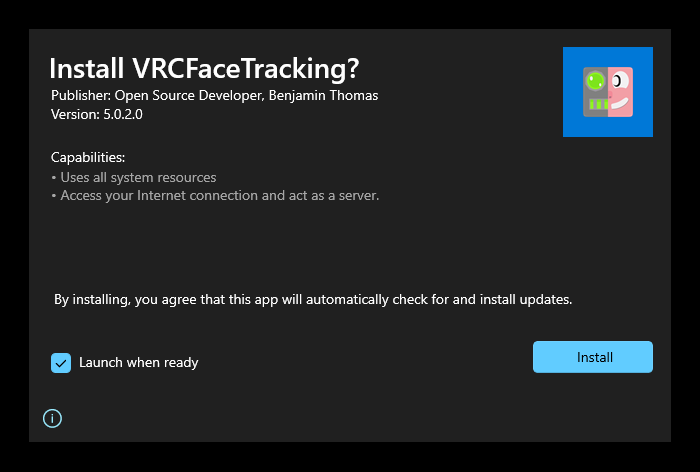 Install VRCFaceTracking?
Publisher: Open Source Developer, Benjamin Thomas
Version: 5.0.2.0
Capabilities:
• Uses all system resources
• Access your Internet connection and act as a server.
By installing, you agree that this app will automatically check for and install updates.
Launch when ready
Install